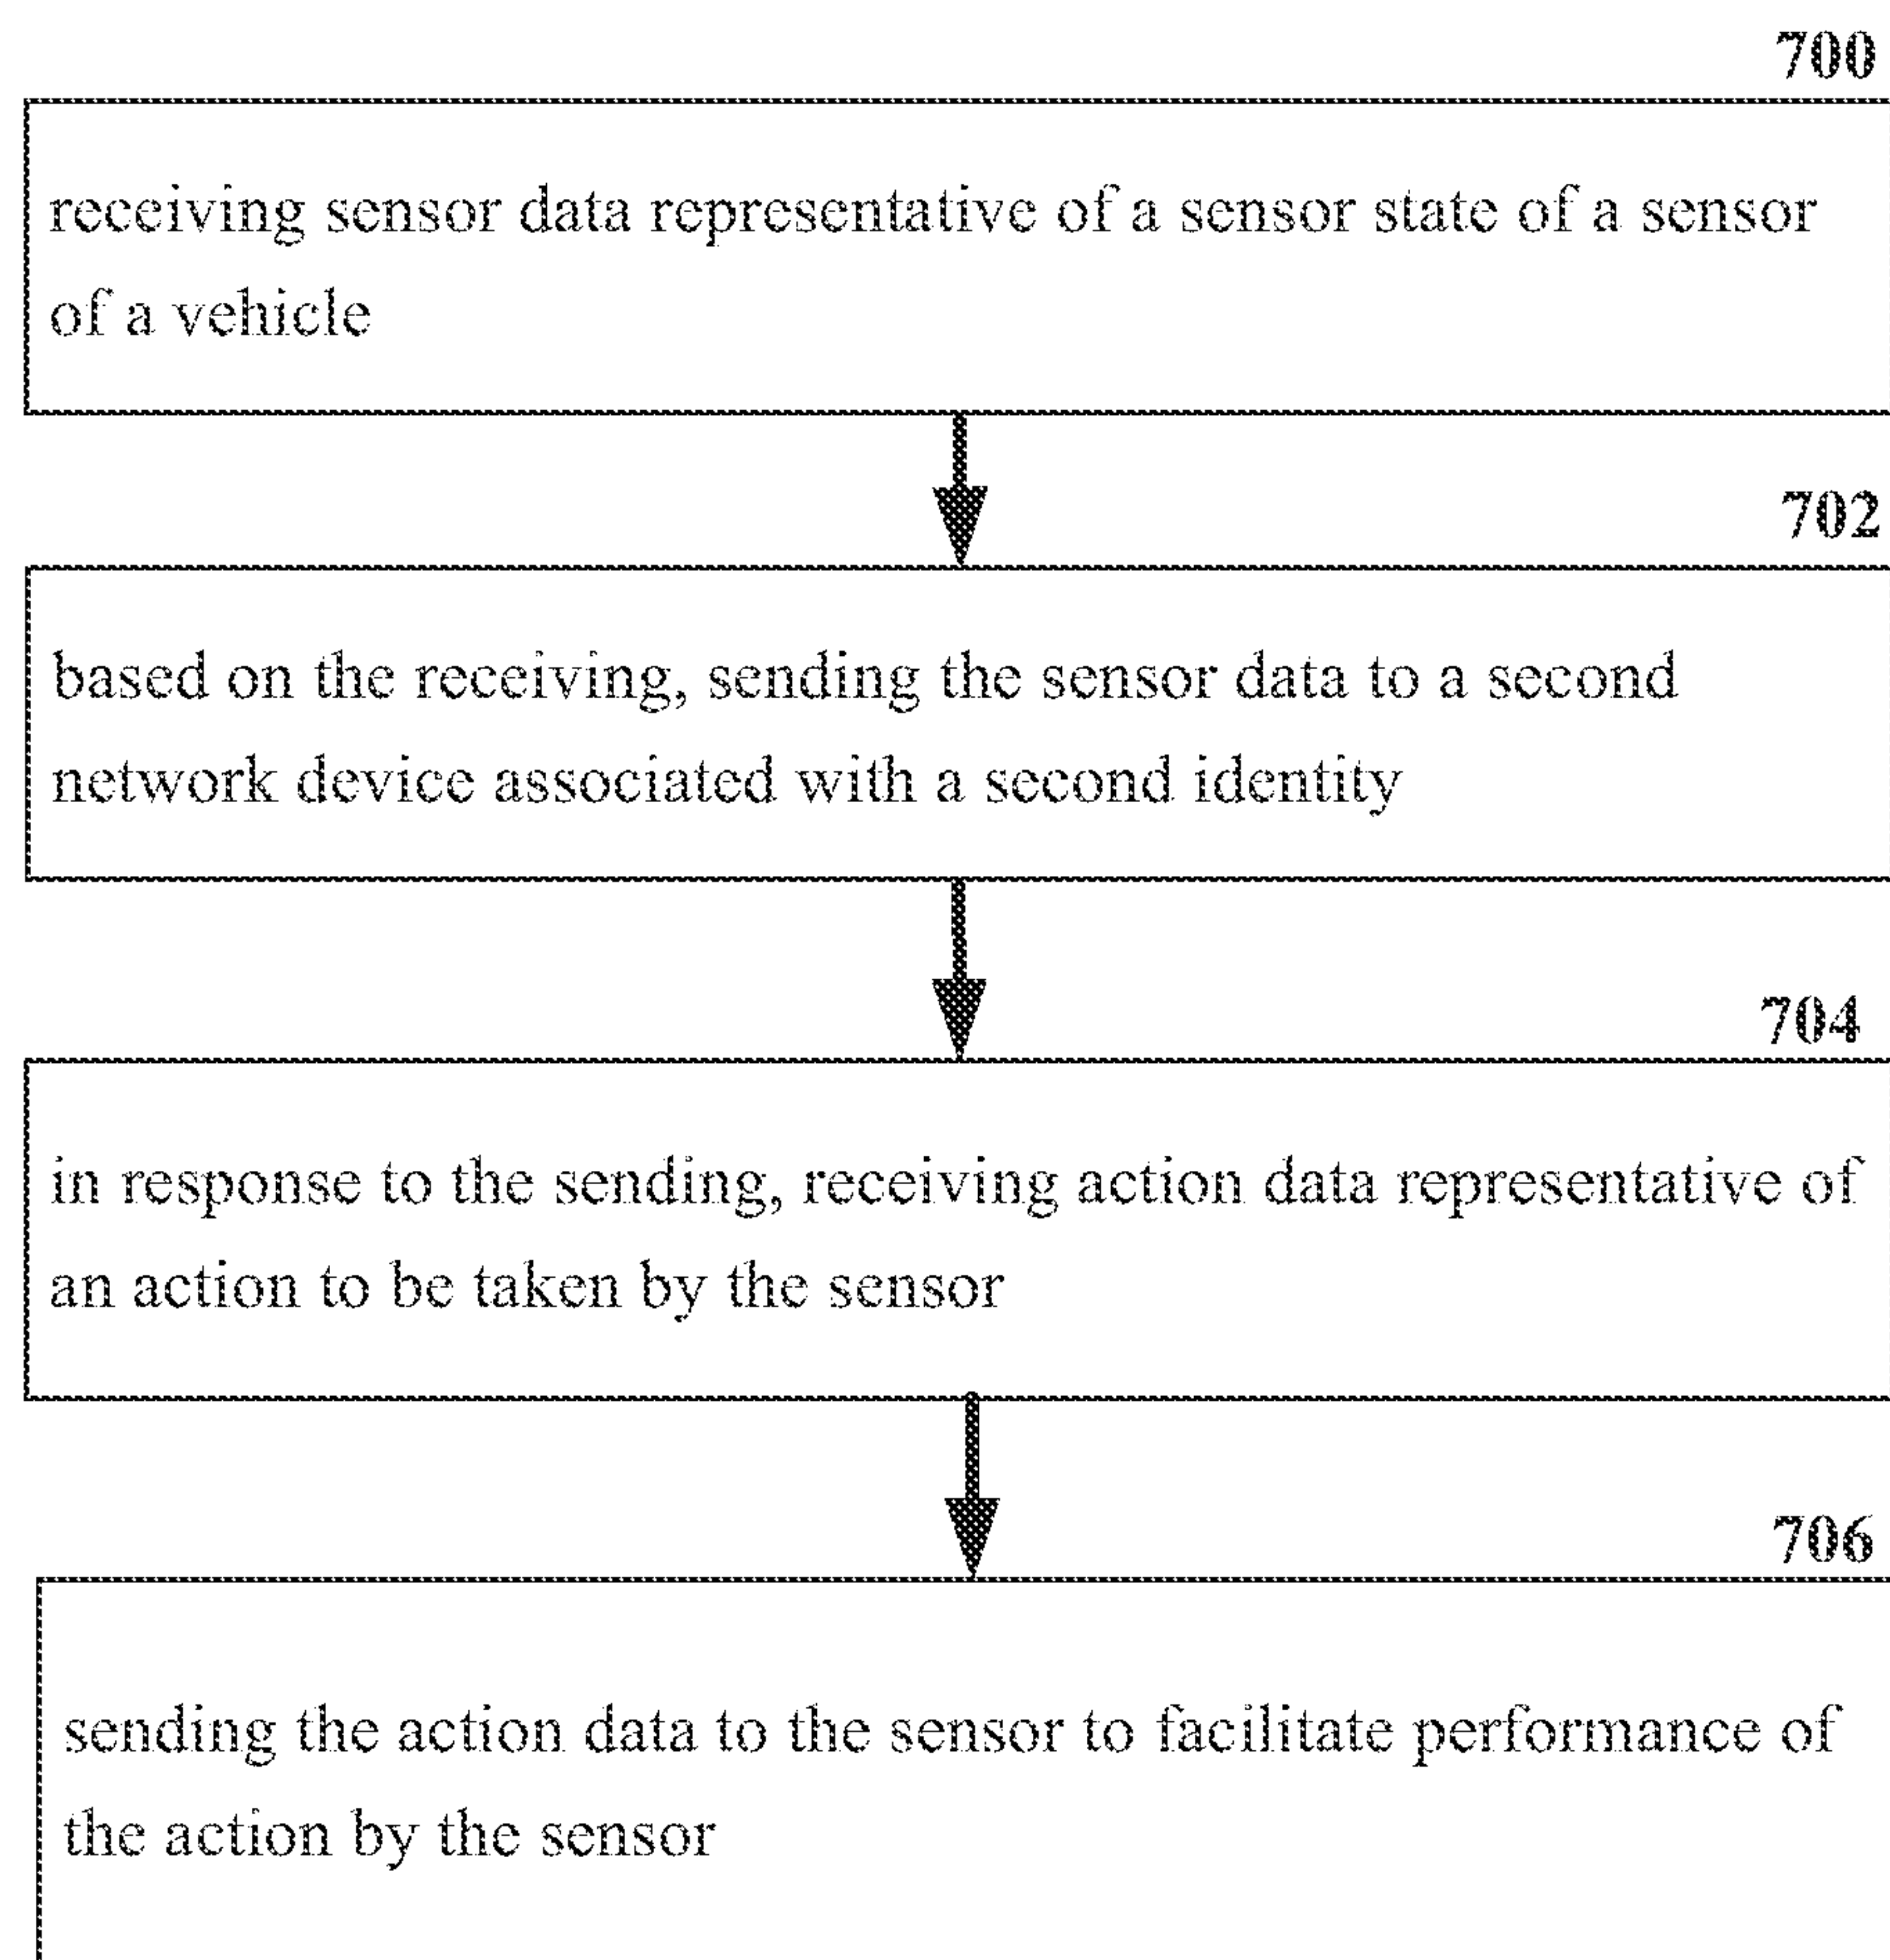 700
receiving sensor data representative of a sensor state of a sensor
of a vehicle
702
based on the receiving, sending the sensor data to a second
network device associated with a second identity
704
in response to the sending, receiving action data representative of
an action to be taken by the sensor
706
sending the action data to the sensor to facilitate performance of
the action by the sensor